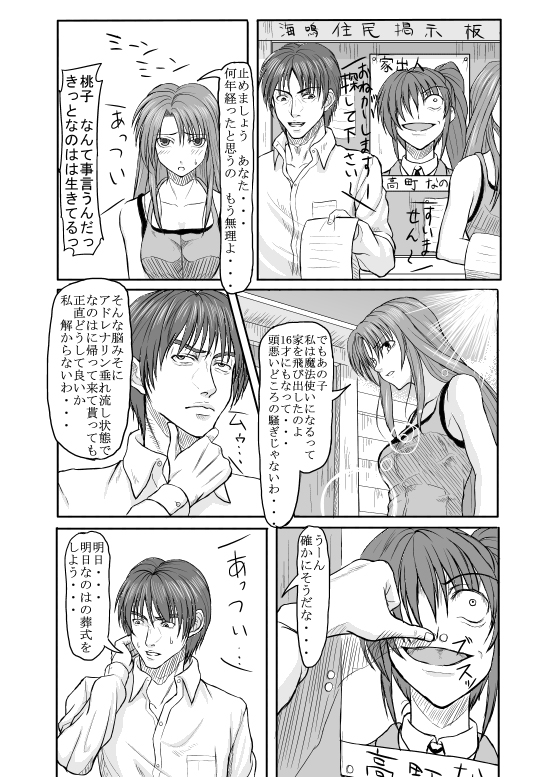 海鳴住民掲示板
家出人
おねがいしますー
探して下さい
高町なの
すいま
せん〜
止めましょう あなた・・・
何年経ったと思うの もう無理よ・・・
あーんーー
あっつい
桃子 なんて事言うんだっ
きっとなのはは生きてるっ
でもあの子
私は魔法使いになるって
家を飛び出したのよ
16才にもなって・・・
頭悪いどころの騒ぎじゃないわ・・・
ムゥ・・・
そんな脳みそに
アドレナリン垂れ流し状態で
なのはに帰って来て貰っても
正直どうして良いか
私 解からないわ・・・
うーん
確かにそうだな・・・
ズズッ
高町な
あっつい・・・
明日・・・・
明日なのはの葬式を
しよう・・・・